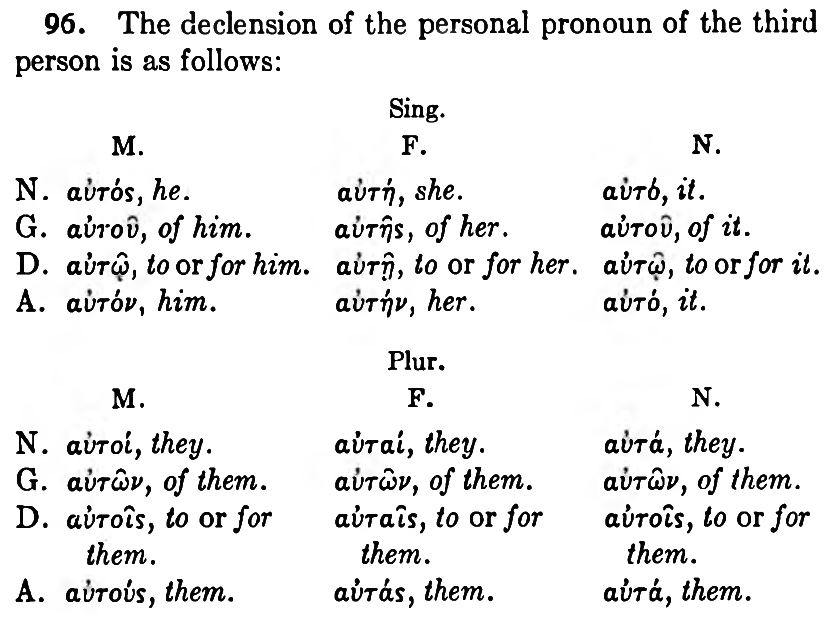 96. The declension of the personal pronoun of the third
person is as follows:
Sing.
M. F. N.
N. αὐτός, he. αὐτή, she. αὐτό, it.
G. αὐτοῦ, of him. αὐτῆς, of her. αὐτοῦ, of it.
D. αὐτῷ, to or for him. αὐτῇ, to or for her. αὐτῷ, to or for it.
A. αὐτόν, him. αὐτήν, her. αὐτό, it.
Plur.
M. F. N.
N. αὐτοί, they. αὐταί, they. αὐτά, they.
G. αὐτῶν, of them. αὐτῶν, of them. αὐτῶν, of them.
D. αὐτοῖς, to or for αὐταῖς, to or for αὐτοῖς, to or for
them. them. them.
A. αὐτούς, them. αὐτάς, them. αὐτά, them.